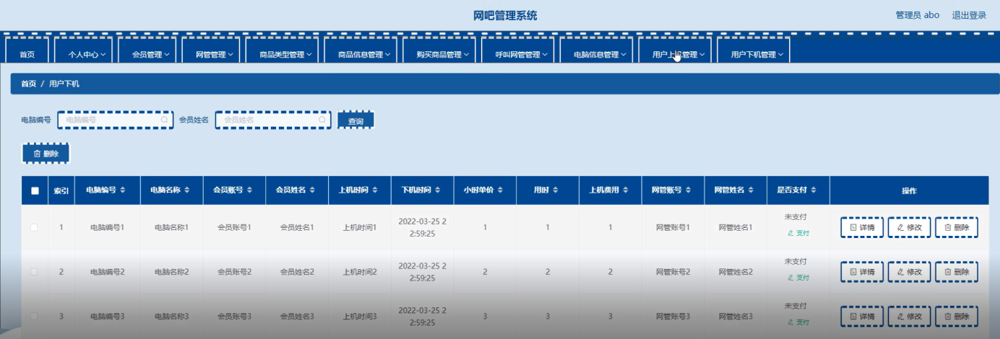 网吧管理系统
管理员 abo 退出登录
首页 个人中心 会员管理 网管管理 商品类型管理 商品信息管理 购买商品管理 呼叫网管管理 电脑信息管理 用户上机管理 用户下机管理
首页 / 用户下机
电脑编号 电脑编号 会员姓名 会员姓名 查询
删除
索引 电脑编号 电脑名称 会员账号 会员姓名 上机时间 下机时间 小时单价 用时 上机费用 网管账号 网管姓名 是否支付 操作
1 电脑编号1 电脑名称1 会员账号1 会员姓名1 上机时间1 2022-03-25 2 1 1 1 网管账号1 网管姓名1 未支付 详情 修改 删除
2:59:25 支付
2 电脑编号2 电脑名称2 会员账号2 会员姓名2 上机时间2 2022-03-25 2 2 2 2 网管账号2 网管姓名2 未支付 详情 修改 删除
2:59:25 支付
3 电脑编号3 电脑名称3 会员账号3 会员姓名3 上机时间3 2022-03-25 2 3 3 3 网管账号3 网管姓名3 未支付 详情 修改 删除
2:59:25 支付